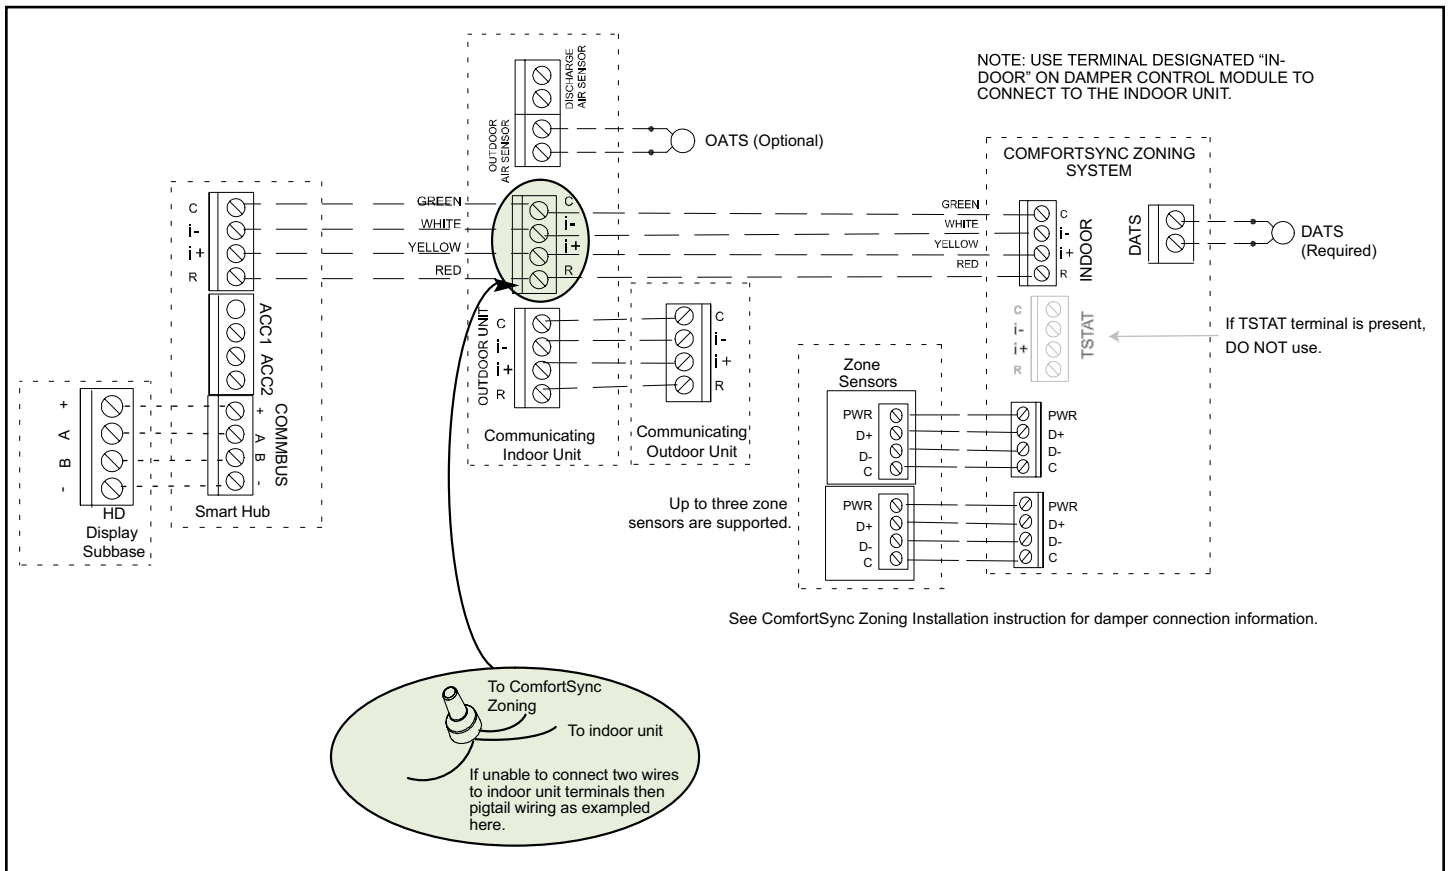 NOTE: USE TERMINAL DESIGNATED “IN-
DOOR” ON DAMPER CONTROL MODULE TO
CONNECT TO THE INDOOR UNIT.
DISCHARGE
AIR SENSOR
OUTDOOR
AIR SENSOR
OATS (Optional)
COMFORTSYNC ZONING
SYSTEM
C
i-
i+
R
GREEN
WHITE
YELLOW
RED
C
i-
i+
R
GREEN
WHITE
YELLOW
RED
C
i-
i+
R
INDOOR
DATS
DATS
(Required)
ACC1 ACC2
OUTDOOR UNIT
C
i-
i+
R
C
i-
i+
R
C
i-
i+
R
TSTAT
If TSTAT terminal is present,
DO NOT use.
+
A
B
-
+
A
B
-
COMMBUS
HD
Display
Subbase
Smart Hub
Communicating
Indoor Unit
Communicating
Outdoor Unit
Zone
Sensors
PWR
D+
D-
C
PWR
D+
D-
C
PWR
D+
D-
C
PWR
D+
D-
C
Up to three zone
sensors are supported.
See ComfortSync Zoning Installation instruction for damper connection information.
To ComfortSync
Zoning
To indoor unit
If unable to connect two wires
to indoor unit terminals then
pigtail wiring as exampled
here.